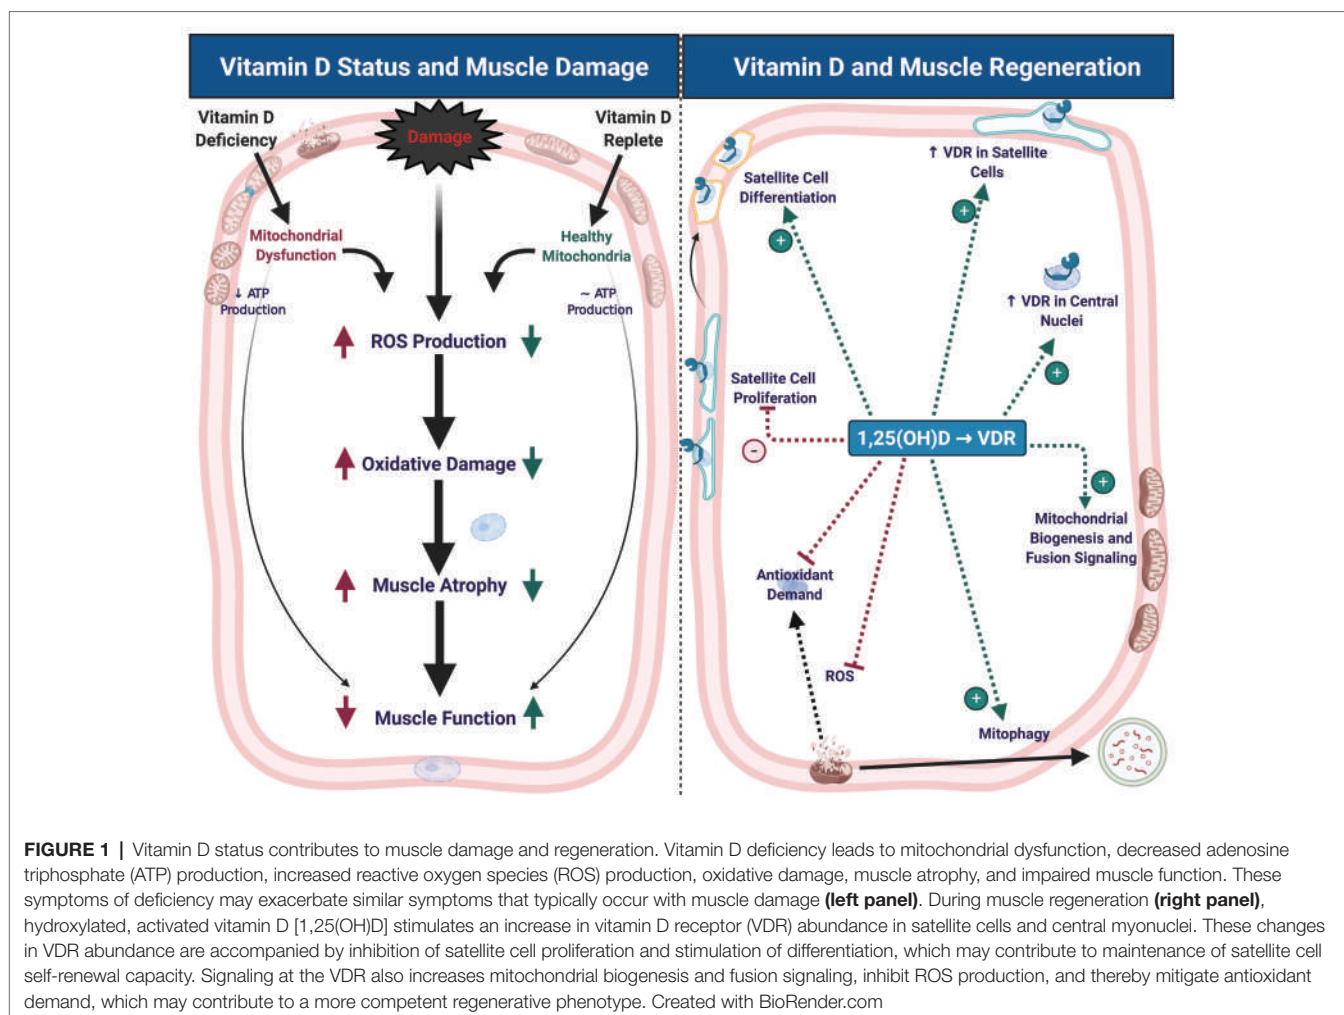 Vitamin D Status and Muscle Damage
Vitamin D
Deficiency
Damage
Vitamin D
Replete
Mitochondrial
Dysfunction
Healthy
Mitochondria
↓ ATP
Production
~ ATP
Production
ROS Production
Oxidative Damage
Muscle Atrophy
Muscle Function
Vitamin D and Muscle Regeneration
Satellite Cell
Differentiation
+
↑ VDR in Satellite
Cells
+
↑ VDR in Central
Nuclei
+
Satellite Cell
Proliferation
-
1,25(OH)D → VDR
+
Mitochondrial
Biogenesis and
Fusion Signaling
Antioxidant
Demand
ROS
+
Mitophagy
FIGURE 1 | Vitamin D status contributes to muscle damage and regeneration. Vitamin D deficiency leads to mitochondrial dysfunction, decreased adenosine
triphosphate (ATP) production, increased reactive oxygen species (ROS) production, oxidative damage, muscle atrophy, and impaired muscle function. These
symptoms of deficiency may exacerbate similar symptoms that typically occur with muscle damage (left panel). During muscle regeneration (right panel),
hydroxylated, activated vitamin D [1,25(OH)D] stimulates an increase in vitamin D receptor (VDR) abundance in satellite cells and central myonuclei. These changes
in VDR abundance are accompanied by inhibition of satellite cell proliferation and stimulation of differentiation, which may contribute to maintenance of satellite cell
self-renewal capacity. Signaling at the VDR also increases mitochondrial biogenesis and fusion signaling, inhibit ROS production, and thereby mitigate antioxidant
demand, which may contribute to a more competent regenerative phenotype. Created with BioRender.com